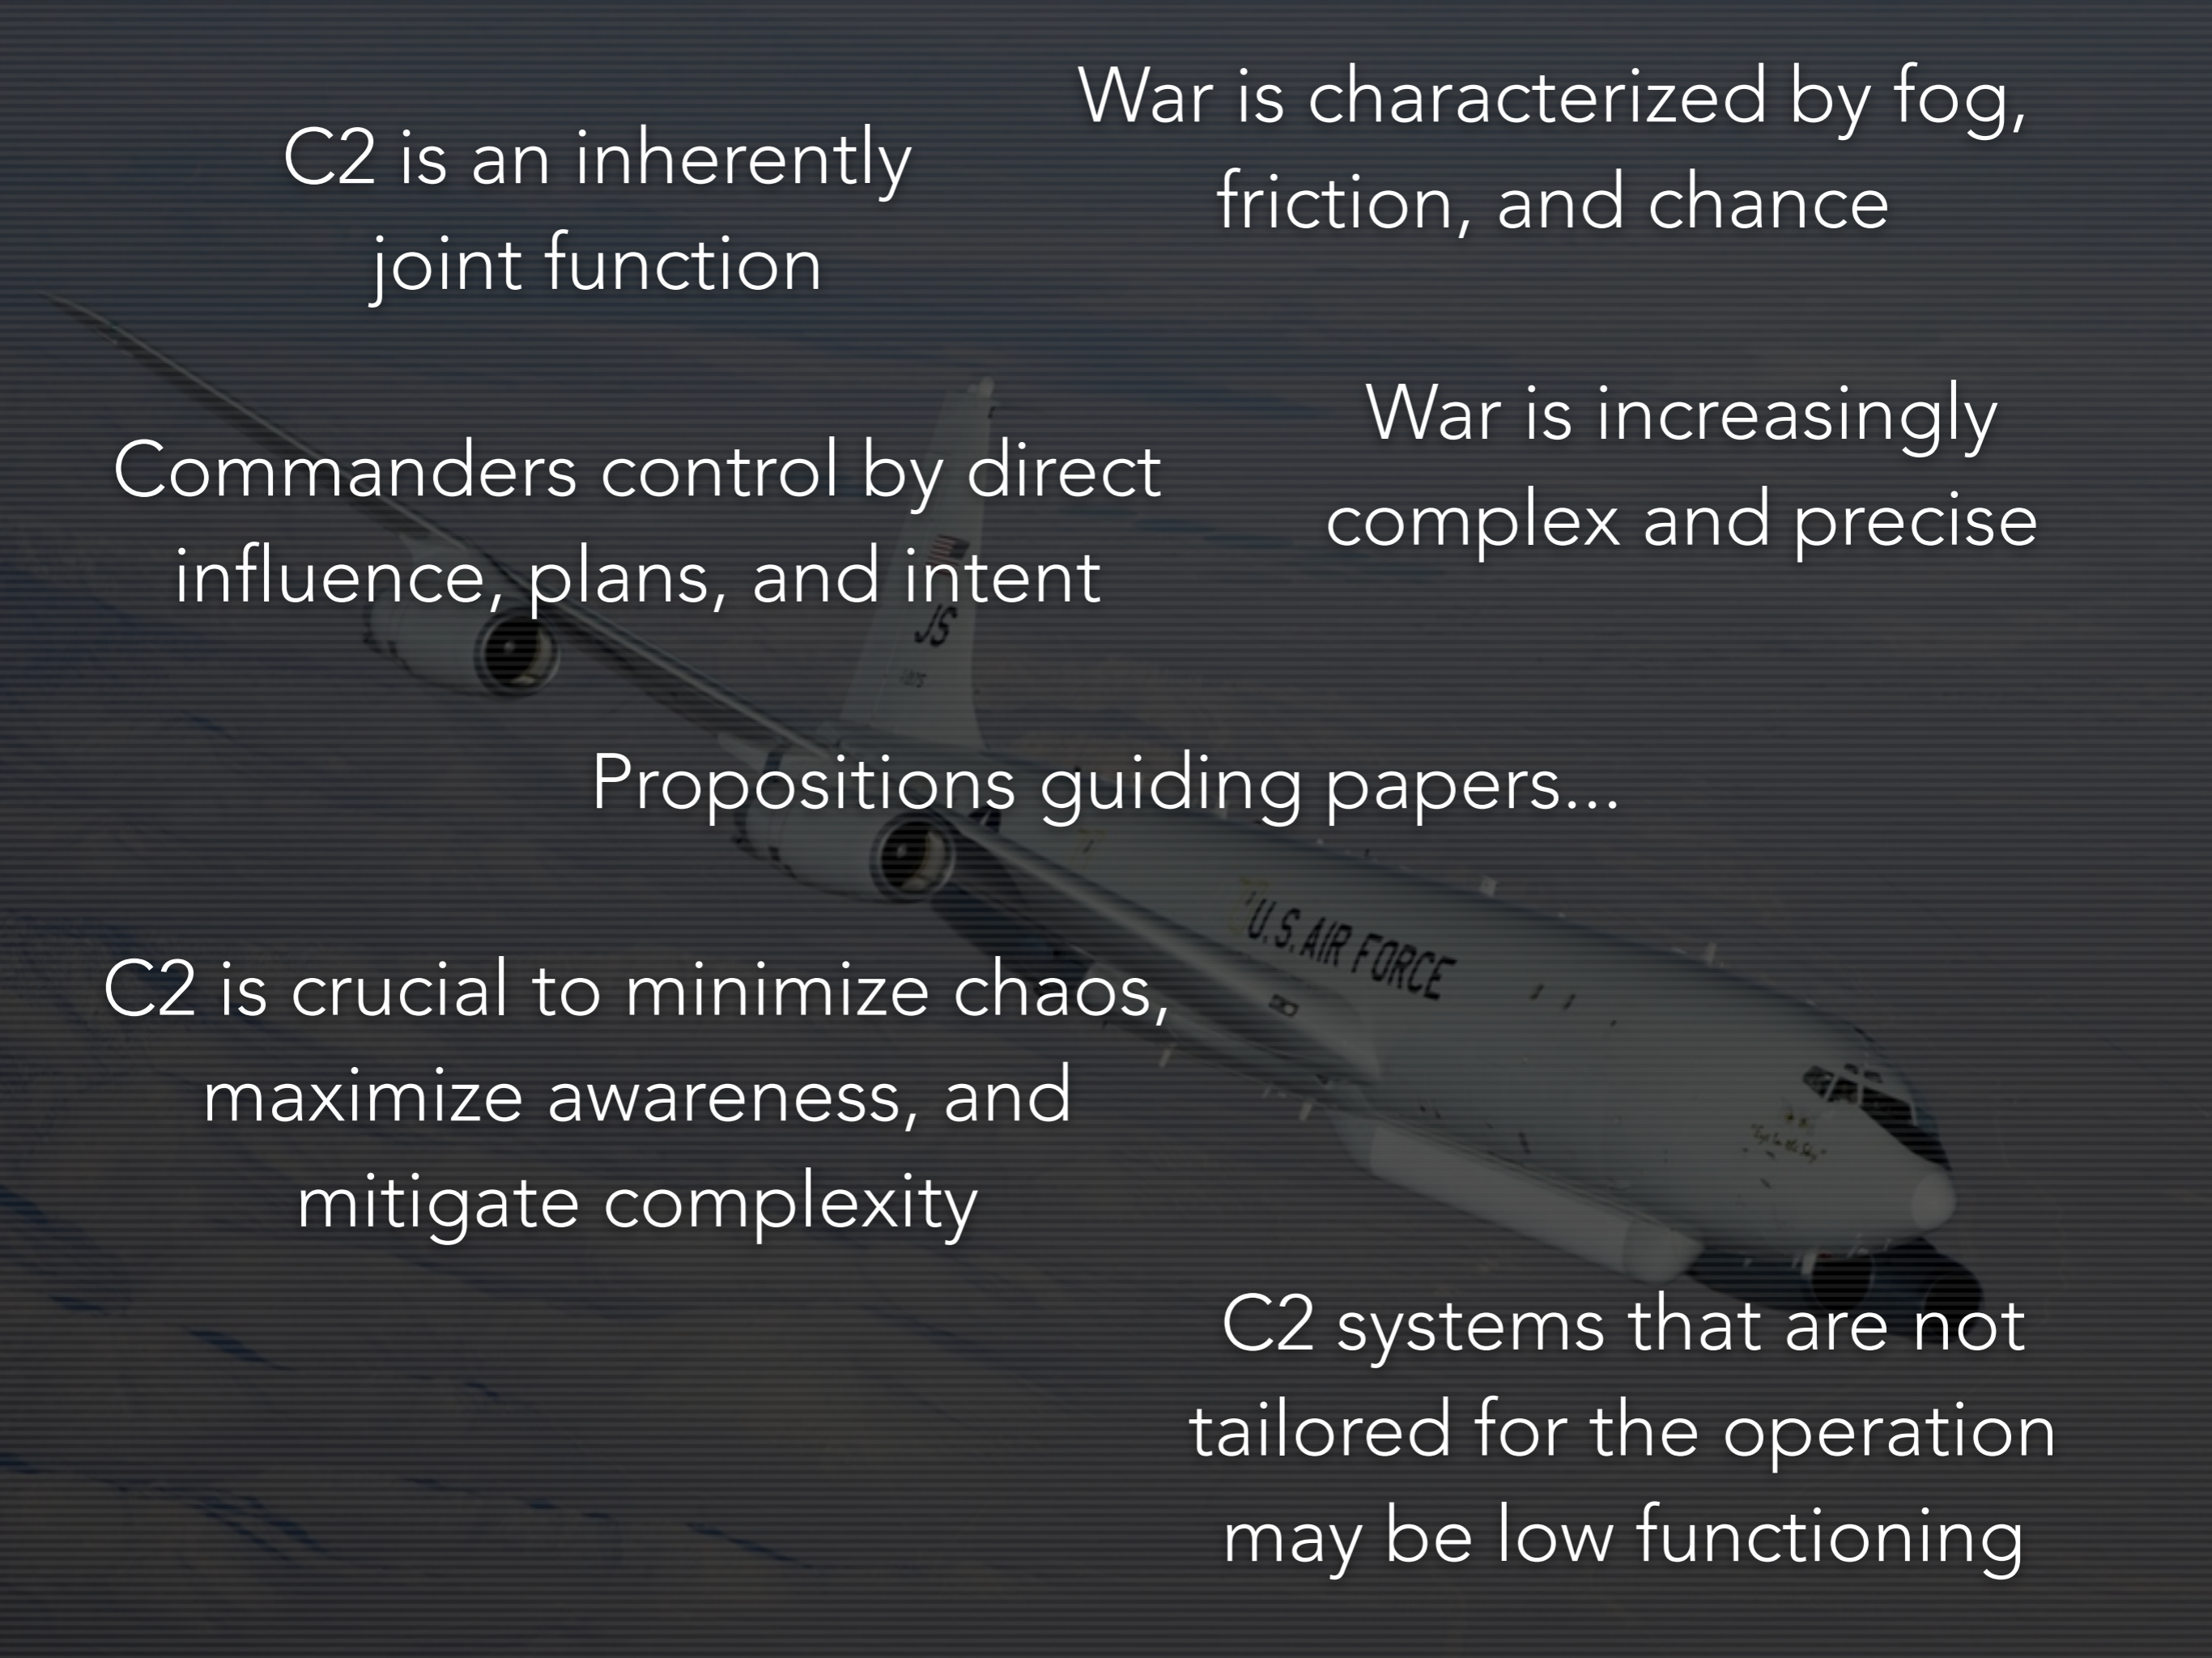 C2 is an inherently
joint function
War is characterized by fog,
friction, and chance
Commanders control by direct
influence, plans, and intent
War is increasingly
complex and precise
JS
Propositions guiding papers...
U.S. AIR FORCE
C2 is crucial to minimize chaos,
maximize awareness, and
mitigate complexity
C2 systems that are not
tailored for the operation
may be low functioning